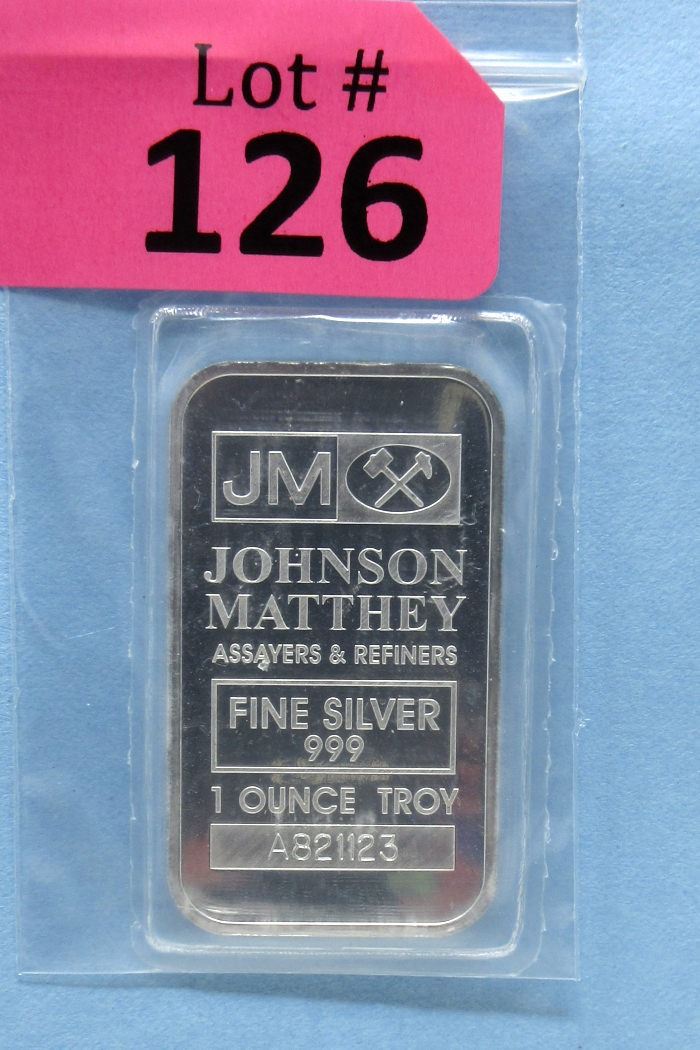 Lot #
126
JM
JOHNSON
MATTHEY
ASSAYERS & REFINERS
FINE SILVER
999
1 OUNCE TROY
A821123